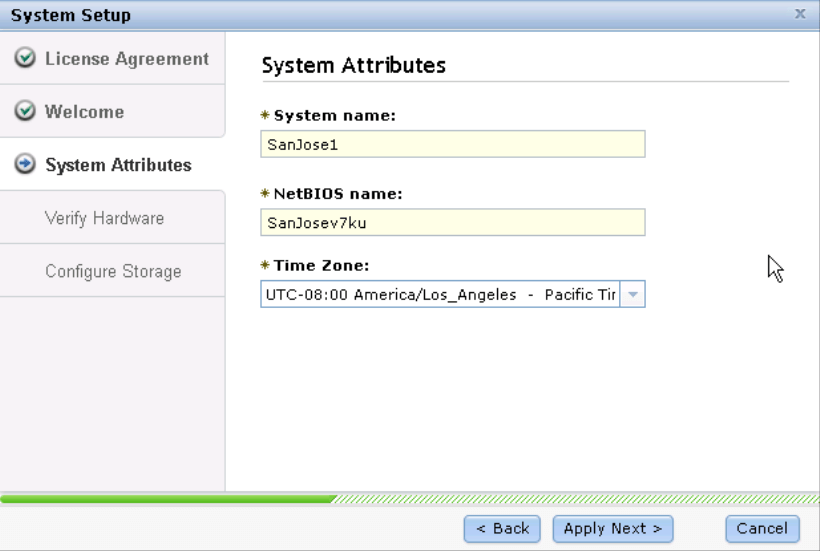 System Setup
x
License Agreement
Welcome
System Attributes
Verify Hardware
Configure Storage
System Attributes
* System name:
SanJose1
* NetBIOS name:
SanJosev7ku
* Time Zone:
UTC-08:00 America/Los_Angeles - Pacific Tir
< Back
Apply Next >
Cancel